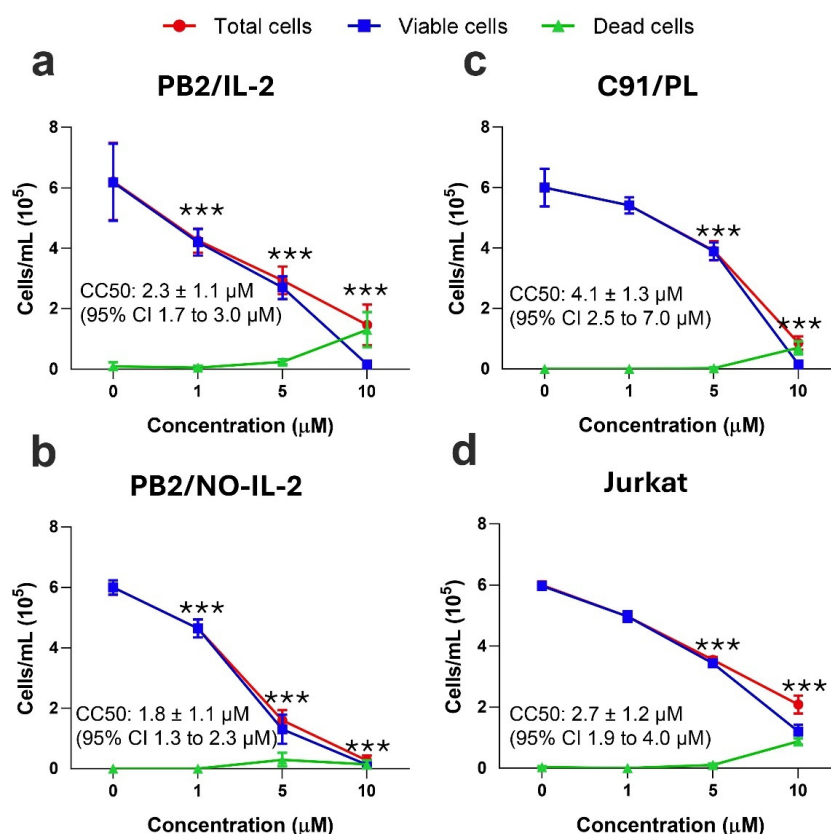 Total cells Viable cells Dead cells
a
PB2/IL-2
8
6
4
2
0
Cells/mL (10⁵)
***
***
***
CC50: 2.3 ± 1.1 µM
(95% CI 1.7 to 3.0 µM)
0 1 5 10
Concentration (µM)
c
C91/PL
8
6
4
2
0
Cells/mL (10⁵)
***
***
CC50: 4.1 ± 1.3 µM
(95% CI 2.5 to 7.0 µM)
0 1 5 10
Concentration (µM)
b
PB2/NO-IL-2
8
6
4
2
0
Cells/mL (10⁵)
***
***
***
CC50: 1.8 ± 1.1 µM
(95% CI 1.3 to 2.3 µM)
0 1 5 10
Concentration (µM)
d
Jurkat
8
6
4
2
0
Cells/mL (10⁵)
***
***
CC50: 2.7 ± 1.2 µM
(95% CI 1.9 to 4.0 µM)
0 1 5 10
Concentration (µM)